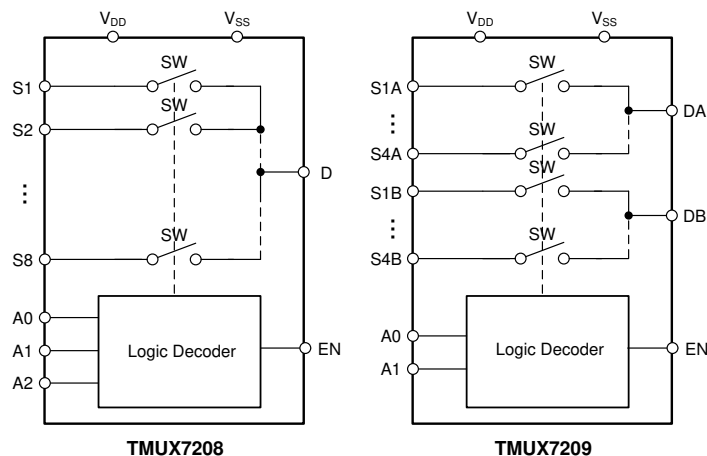 VDD
VSS
S1
SW
S2
SW
...
D
S8
SW
A0
A1
A2
Logic Decoder
EN
TMUX7208
VDD
VSS
S1A
SW
DA
...
S4A
SW
S1B
SW
DB
...
S4B
SW
A0
A1
Logic Decoder
EN
TMUX7209